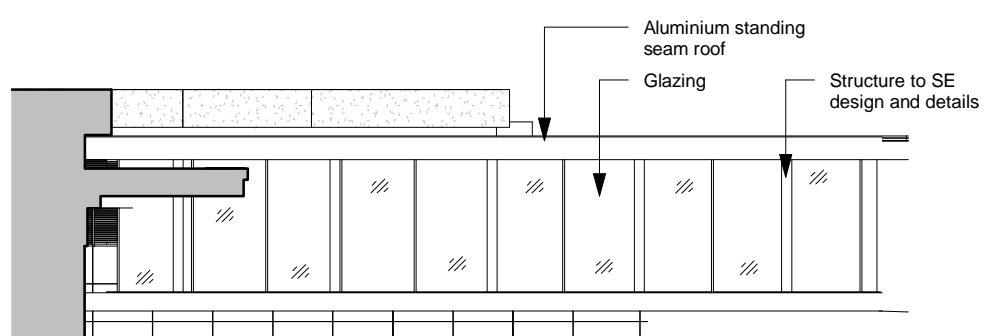 Aluminium standing
seam roof
Glazing
Structure to SE
design and details